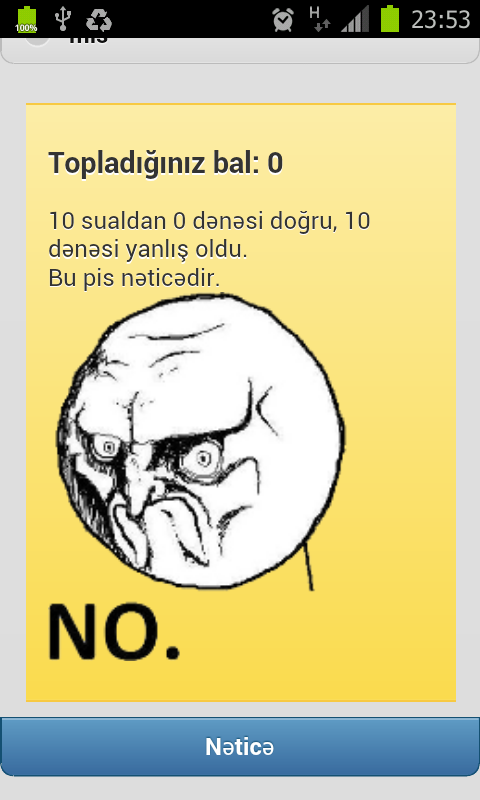 100%
H
23:53
Topladığınız bal: 0
10 sualdan 0 dənəsi doğru, 10
dənəsi yanlış oldu.
Bu pis nəticədir.
NO.
Nəticə